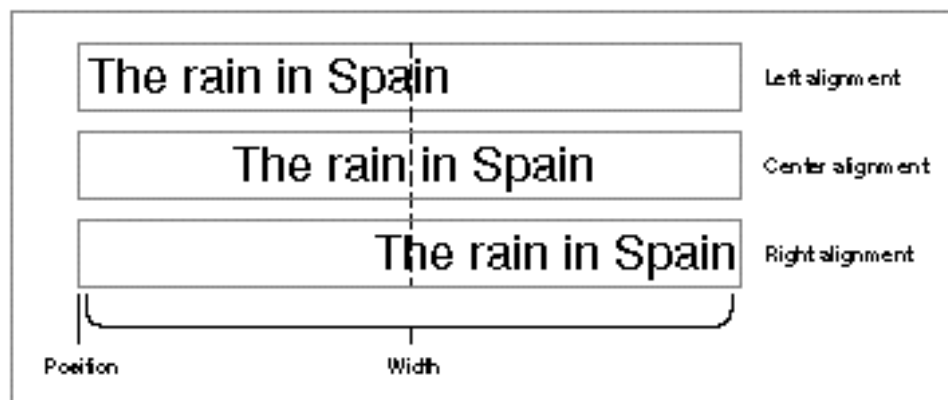 The rain in Spain Left alignment
The rain in Spain Center alignment
The rain in Spain Right alignment
Position Width